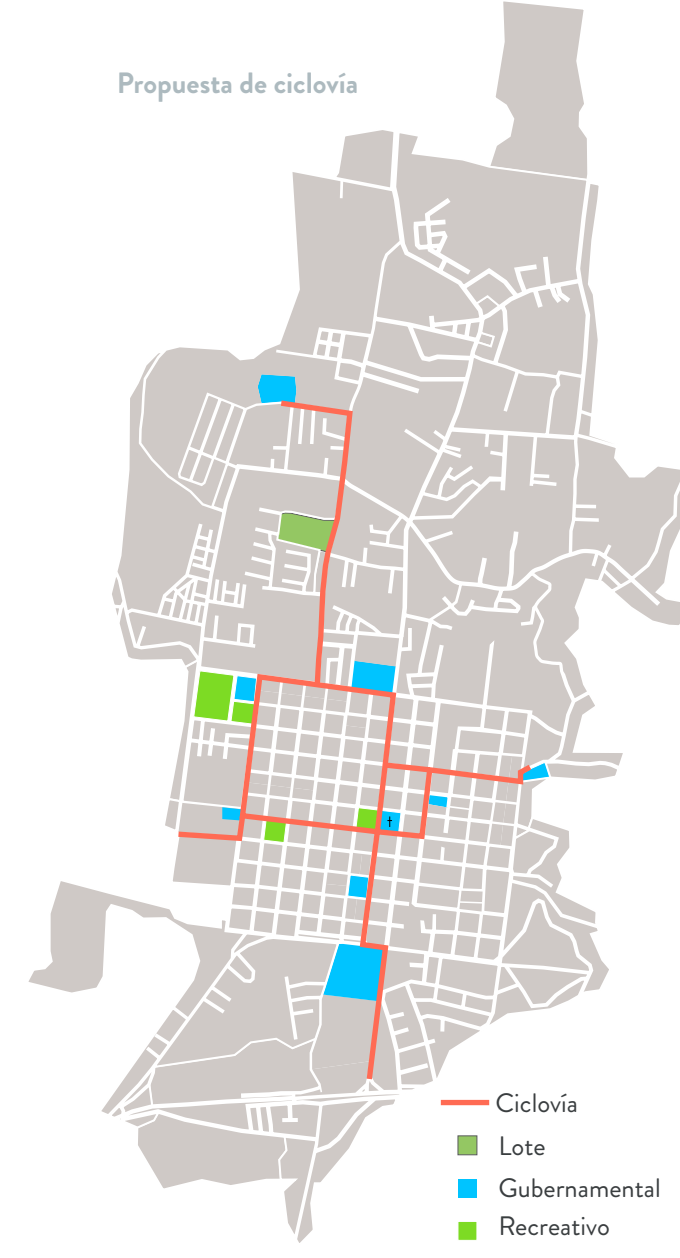 Propuesta de ciclovía
Ciclovía
Lote
Gubernamental
Recreativo